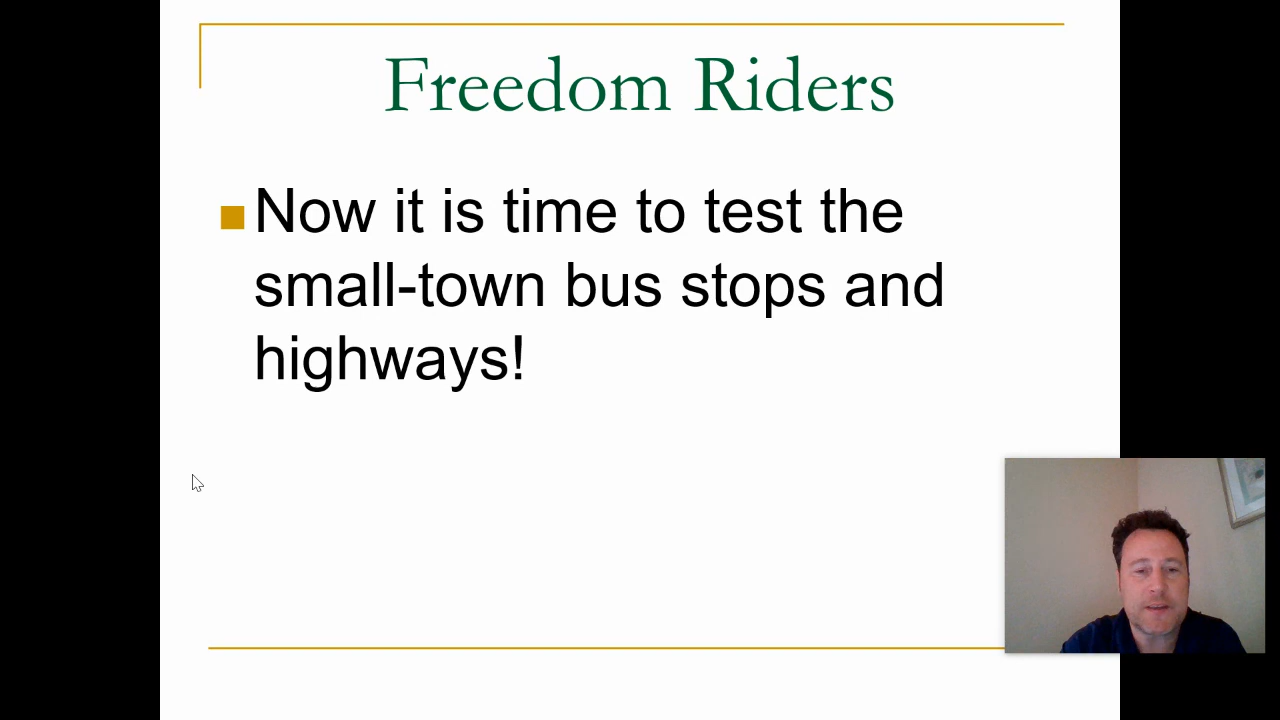 Freedom Riders
Now it is time to test the
small-town bus stops and
highways!